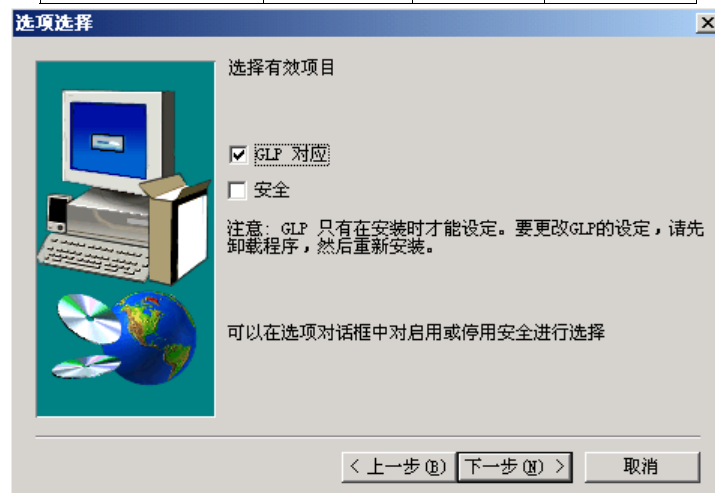 选项选择
选择有效项目
GLP 对应
安全
注意: GLP 只有在安装时才能设定。要更改GLP的设定，请先
卸载程序，然后重新安装。
可以在选项对话框中对启用或停用安全进行选择
< 上一步(B) 下一步(N) > 取消